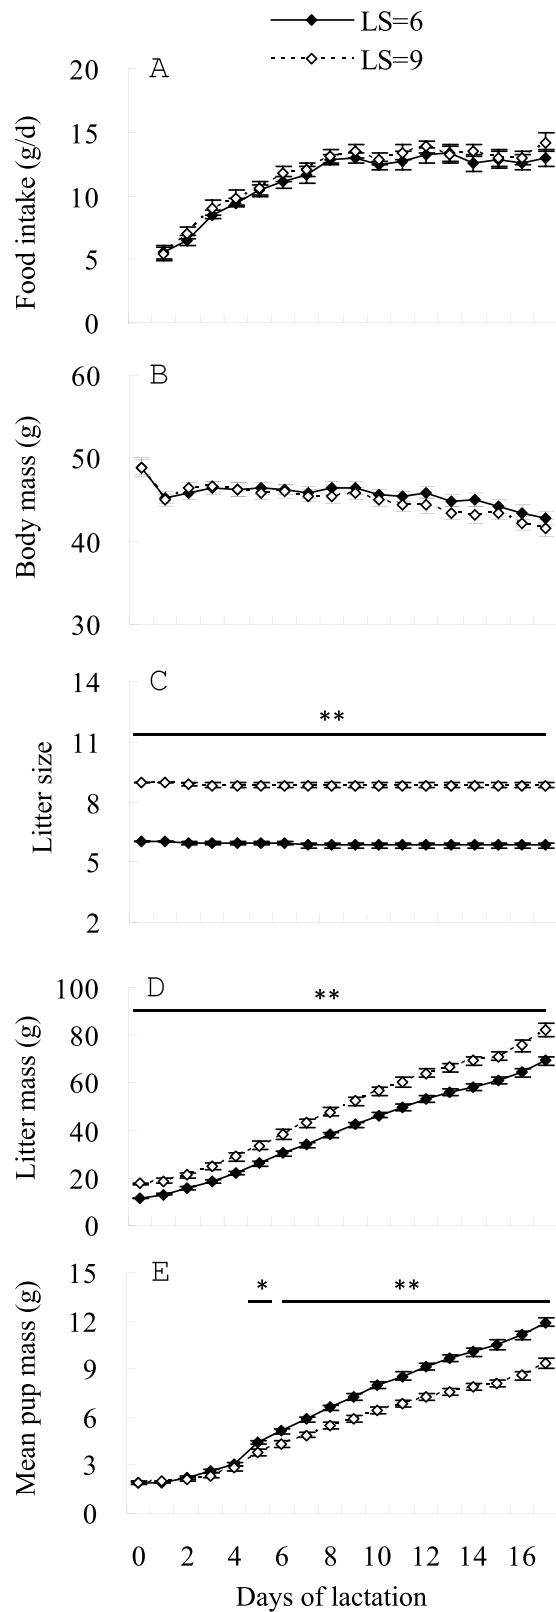 LS=6
LS=9
A
Food intake (g/d)
20
15
10
5
0
B
Body mass (g)
60
50
40
30
C
**
Litter size
14
11
8
5
2
D
**
Litter mass (g)
100
80
60
40
20
0
E
* **
Mean pup mass (g)
15
12
9
6
3
0
0 2 4 6 8 10 12 14 16
Days of lactation